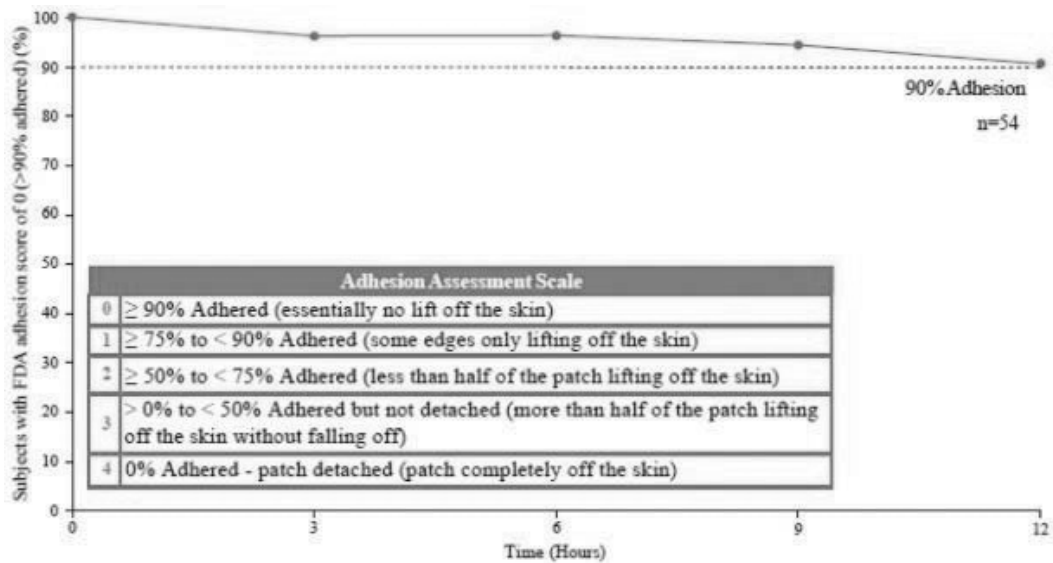 Subjects with FDA adhesion score of 0 (>90% adhered) (%)
100
90
80
70
60
50
40
30
20
10
0
90% Adhesion
n=54
Adhesion Assessment Scale
0 ≥ 90% Adhered (essentially no lift off the skin)
1 ≥ 75% to < 90% Adhered (some edges only lifting off the skin)
2 ≥ 50% to < 75% Adhered (less than half of the patch lifting off the skin)
3 > 0% to < 50% Adhered but not detached (more than half of the patch lifting
off the skin without falling off)
4 0% Adhered - patch detached (patch completely off the skin)
0 3 6 9 12
Time (Hours)